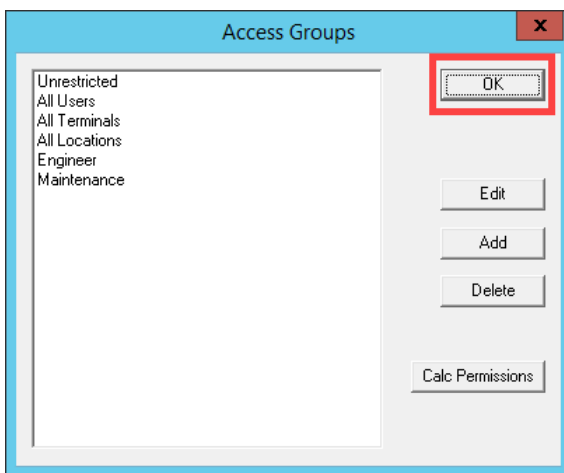 Access Groups
x
Unrestricted
All Users
All Terminals
All Locations
Engineer
Maintenance
OK
Edit
Add
Delete
Calc Permissions